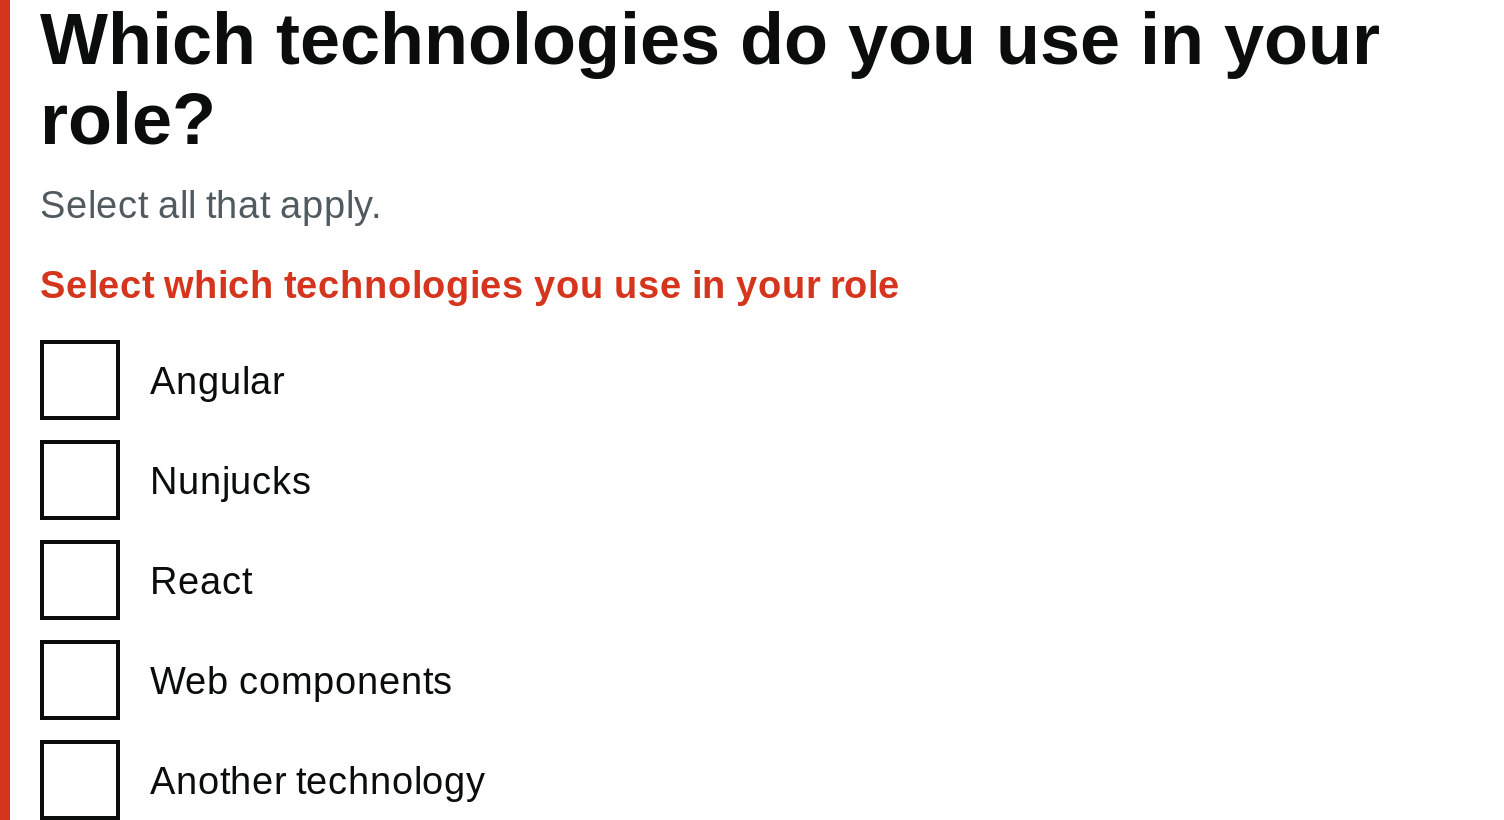 Which technologies do you use in your
role?
Select all that apply.
Select which technologies you use in your role
Angular
Nunjucks
React
Web components
Another technology